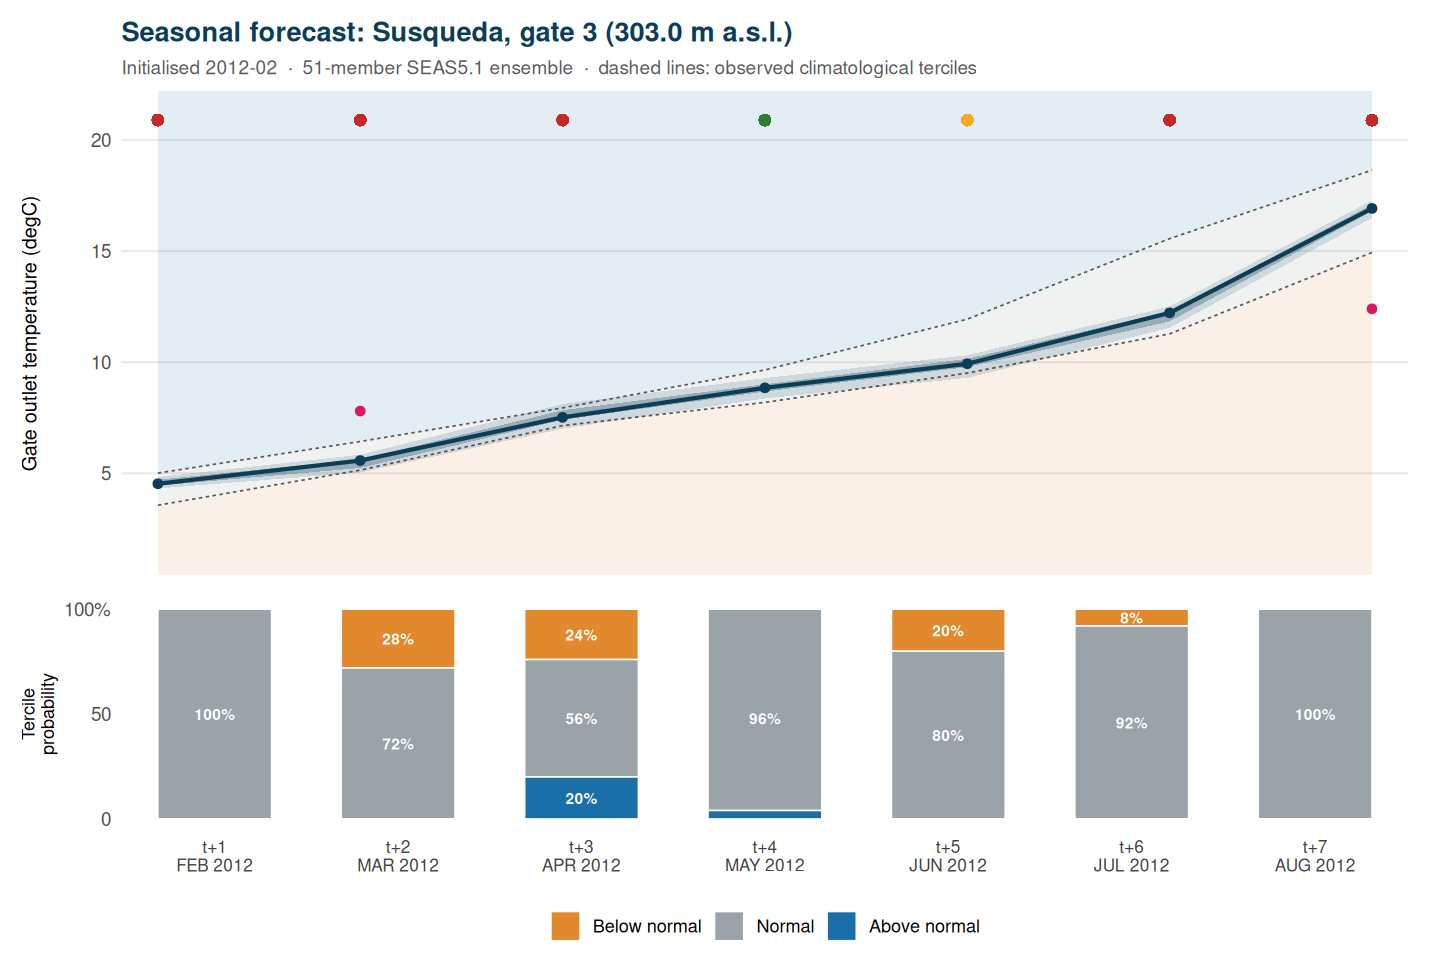 Seasonal forecast: Susqueda, gate 3 (303.0 m a.s.l.)
Initialised 2012-02 · 51-member SEAS5.1 ensemble · dashed lines: observed climatological terciles
Gate outlet temperature (degC)
20
15
10
5
Tercile
probability
100%
50
0
100%
28%
72%
24%
56%
20%
96%
20%
80%
8%
92%
100%
t+1
FEB 2012
t+2
MAR 2012
t+3
APR 2012
t+4
MAY 2012
t+5
JUN 2012
t+6
JUL 2012
t+7
AUG 2012
Below normal
Normal
Above normal